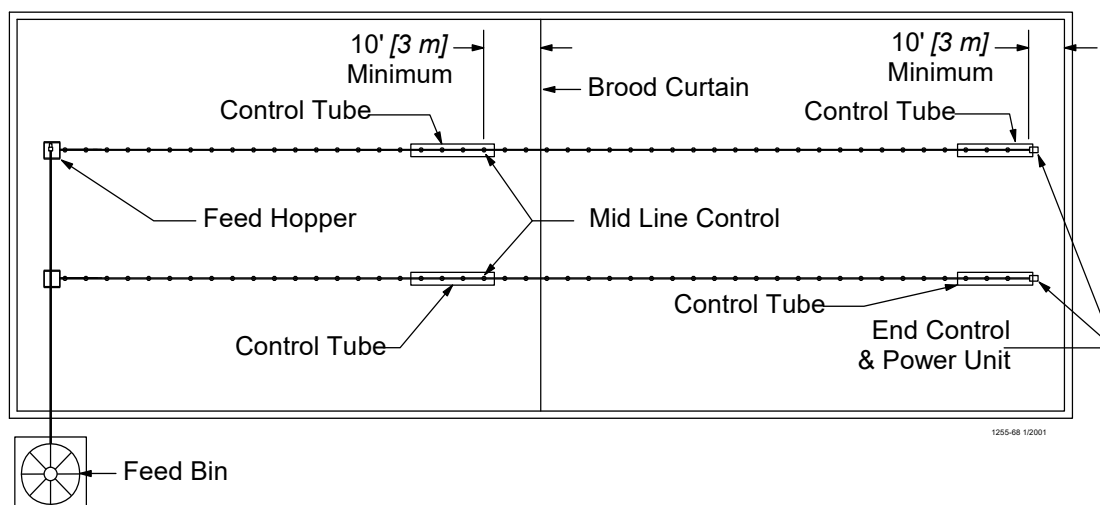 10' [3 m]
Minimum
10' [3 m]
Minimum
Brood Curtain
Control Tube
Control Tube
Feed Hopper
Mid Line Control
Control Tube
Control Tube
End Control
& Power Unit
1255-68 1/2001
Feed Bin